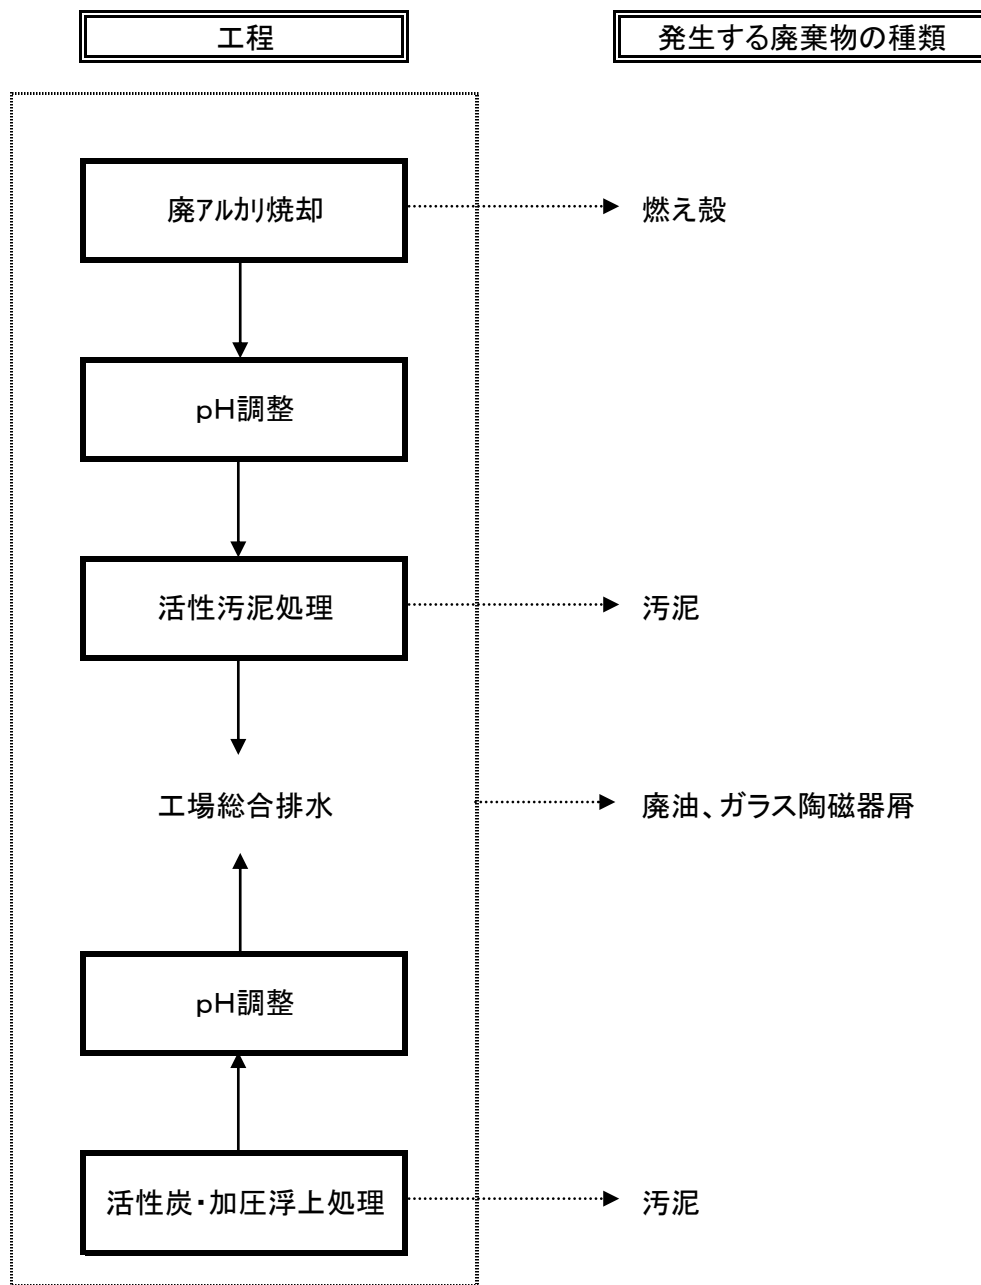 工程
発生する廃棄物の種類
廃アルカリ焼却
燃え殻
pH調整
活性汚泥処理
汚泥
工場総合排水
廃油、ガラス陶磁器屑
pH調整
活性炭・加圧浮上処理
汚泥